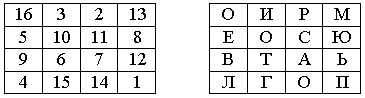 16 3 2 13 О И Р М
5 10 11 8 Е О С Ю
9 6 7 12 В Т А Ь
4 15 14 1 Л Г О П